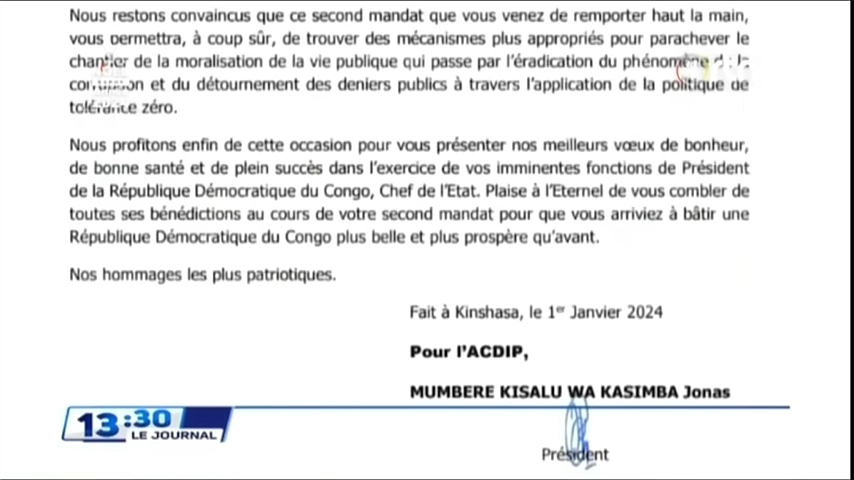 Nous restons convaincus que ce second mandat que vous venez de remporter haut la main,
vous permettra, à coup sûr, de trouver des mécanismes plus appropriés pour parachever le
chantier de la moralisation de la vie publique qui passe par l'éradication du phénomène de la
corruption et du détournement des deniers publics à travers l'application de la politique de
tolérance zéro.
Nous profitons enfin de cette occasion pour vous présenter nos meilleurs vœux de bonheur,
de bonne santé et de plein succès dans l'exercice de vos imminentes fonctions de Président
de la République Démocratique du Congo, Chef de l'Etat. Plaise à l'Eternel de vous combler de
toutes ses bénédictions au cours de votre second mandat pour que vous arriviez à bâtir une
République Démocratique du Congo plus belle et plus prospère qu'avant.
Nos hommages les plus patriotiques.
Fait à Kinshasa, le 1er Janvier 2024
Pour l'ACDIP,
MUMBERE KISALU WA KASIMBA Jonas
13:30
LE JOURNAL
Président